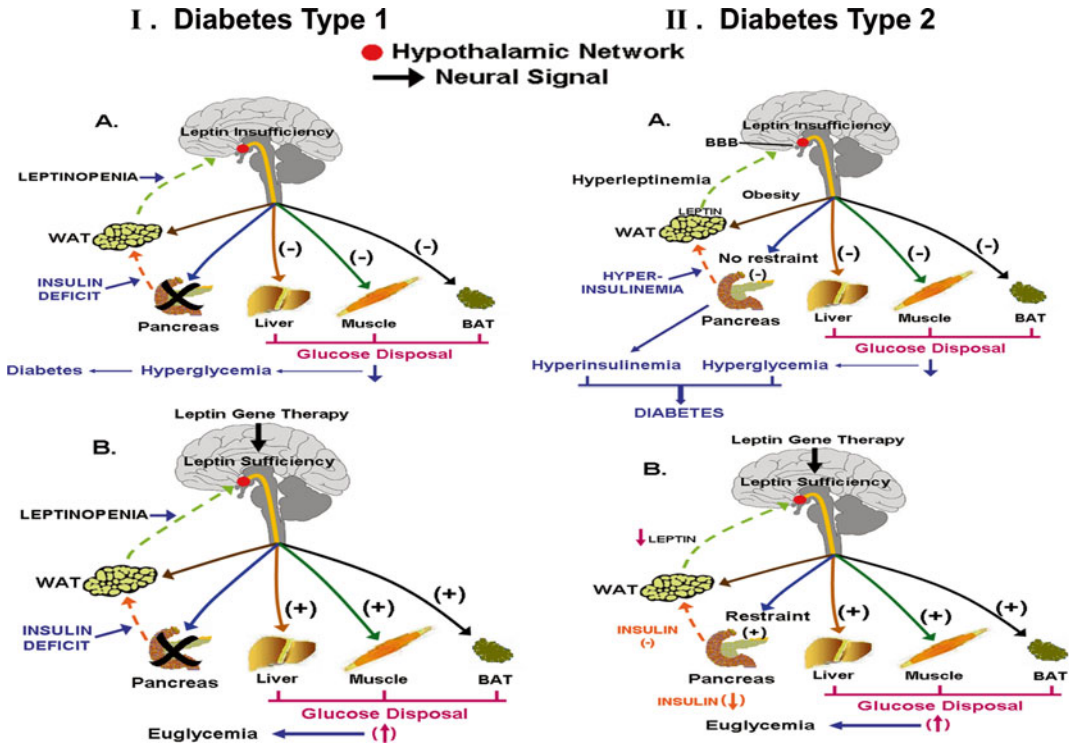 I . Diabetes Type 1
II . Diabetes Type 2
Hypothalamic Network
Neural Signal
A.
Leptin Insufficiency
LEPTINOPENIA
WAT
INSULIN
DEFICIT
Pancreas
(-)
(-)
(-)
Liver
Muscle
BAT
Glucose Disposal
Diabetes
Hyperglycemia
A.
Leptin Insufficiency
BBB
Hyperleptinemia
Obesity
LEPTIN
WAT
No restraint
(-)
HYPER-
INSULINEMIA
Pancreas
(-)
(-)
(-)
Liver
Muscle
BAT
Glucose Disposal
Hyperinsulinemia
Hyperglycemia
DIABETES
Leptin Gene Therapy
B.
Leptin Sufficiency
LEPTINOPENIA
WAT
INSULIN
DEFICIT
Pancreas
(+)
(+)
(+)
Liver
Muscle
BAT
Glucose Disposal
Euglycemia
(↑)
Leptin Gene Therapy
B.
Leptin Sufficiency
↓ LEPTIN
WAT
Restraint
(+)
INSULIN
(-)
Pancreas
INSULIN (↓)
(+)
(+)
(+)
Liver
Muscle
BAT
Glucose Disposal
Euglycemia
(↑)